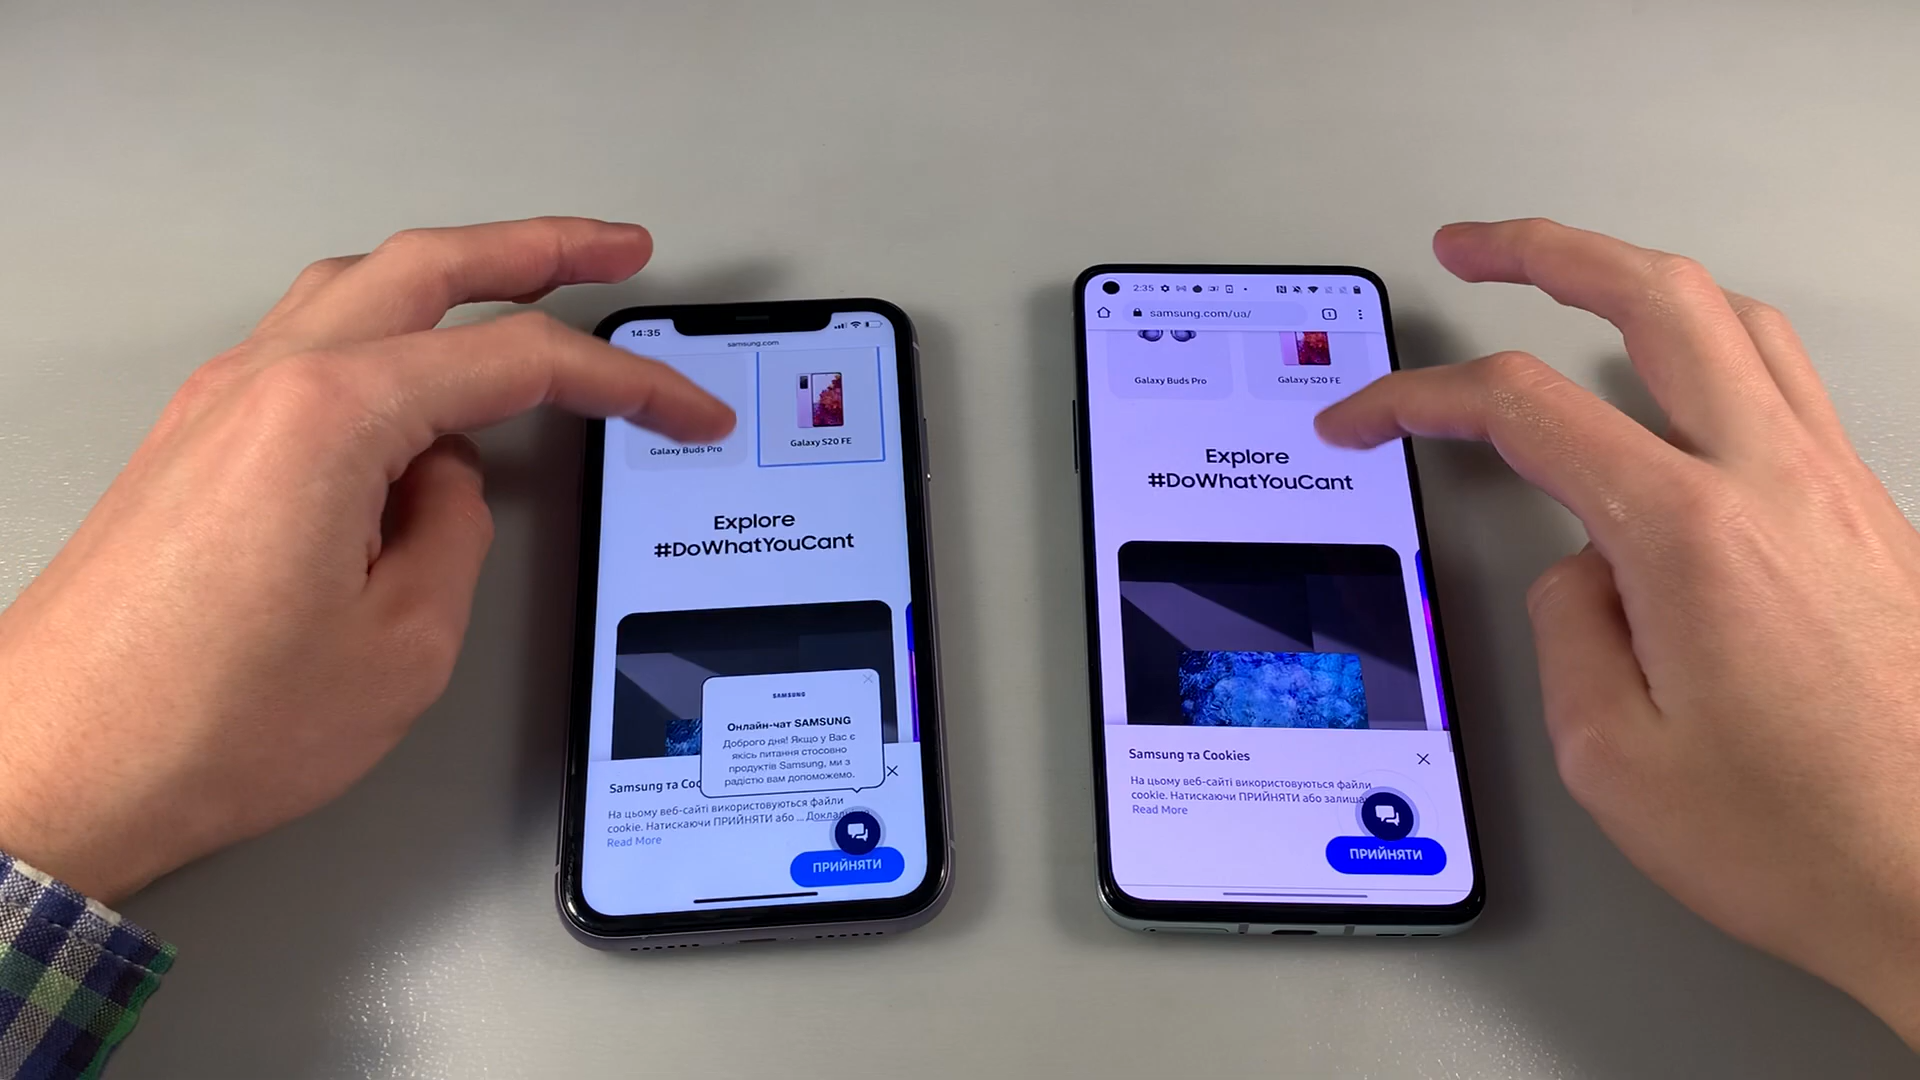 14:35
samsung.com
Galaxy Buds Pro
Galaxy S20 FE
Explore
#DoWhatYouCant
SAMSUNG
Онлайн-чат SAMSUNG
Доброго дня! Якщо у Вас є
якісь питання стосовно
продуктів Samsung, ми з
радістю вам допоможемо.
Samsung та
На цьому веб-сайті використовуються файли
cookie. Натискаючи ПРИЙНЯТИ або ...
Read More
ПРИЙНЯТИ
2:35
samsung.com/ua/
1
Galaxy Buds Pro
Galaxy S20 FE
Explore
#DoWhatYouCant
Samsung та Cookies
На цьому веб-сайті використовуються файли
cookie. Натискаючи ПРИЙНЯТИ або
Read More
ПРИЙНЯТИ